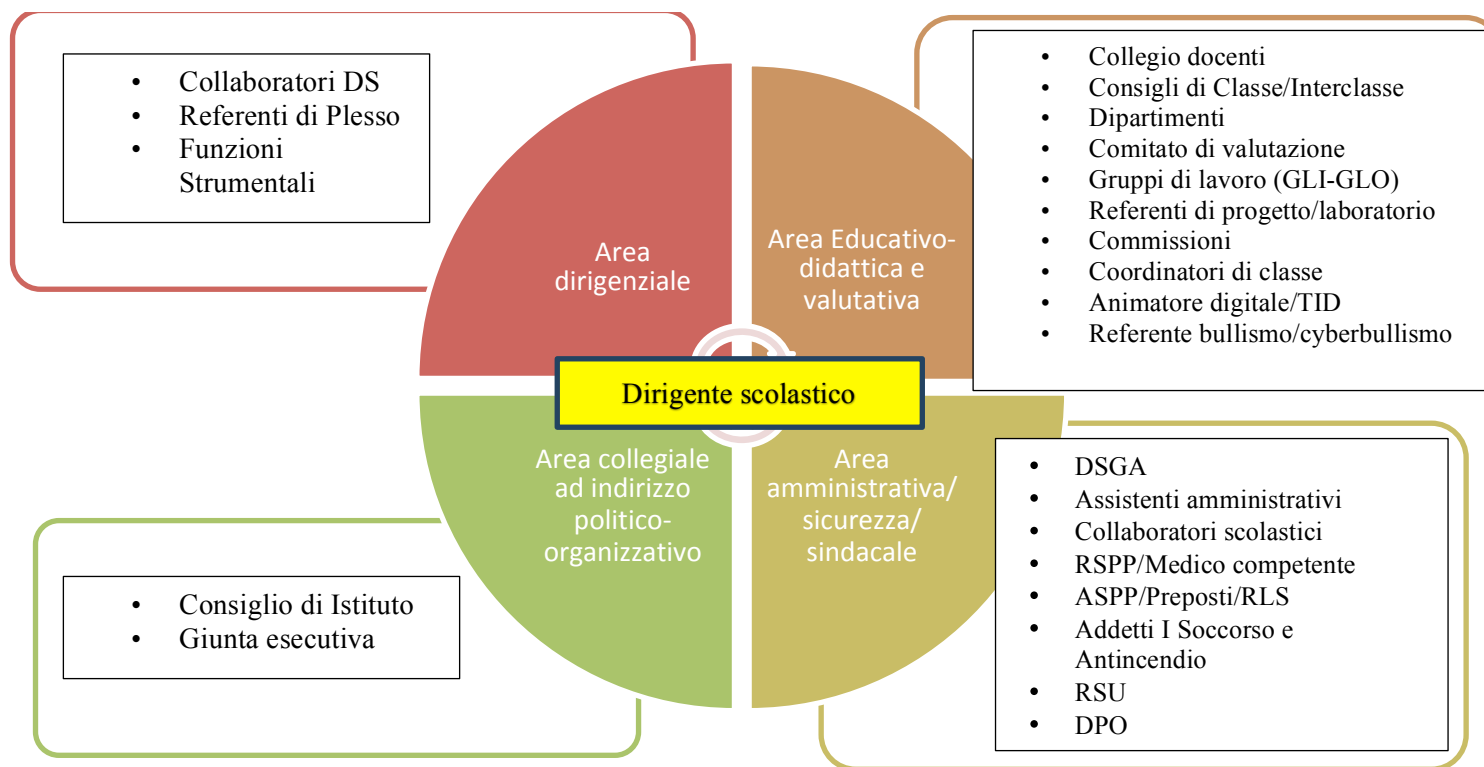 • Collaboratori DS
• Referenti di Plesso
• Funzioni
Strumentali
Area
dirigenziale
Area Educativo-
didattica e
valutativa
• Collegio docenti
• Consigli di Classe/Interclasse
• Dipartimenti
• Comitato di valutazione
• Gruppi di lavoro (GLI-GLO)
• Referenti di progetto/laboratorio
• Commissioni
• Coordinatori di classe
• Animatore digitale/TID
• Referente bullismo/cyberbullismo
Dirigente scolastico
Area collegiale
ad indirizzo
politico-
organizzativo
• Consiglio di Istituto
• Giunta esecutiva
Area
amministrativa/
sicurezza/
sindacale
• DSGA
• Assistenti amministrativi
• Collaboratori scolastici
• RSPP/Medico competente
• ASPP/Preposti/RLS
• Addetti I Soccorso e
Antincendio
• RSU
• DPO